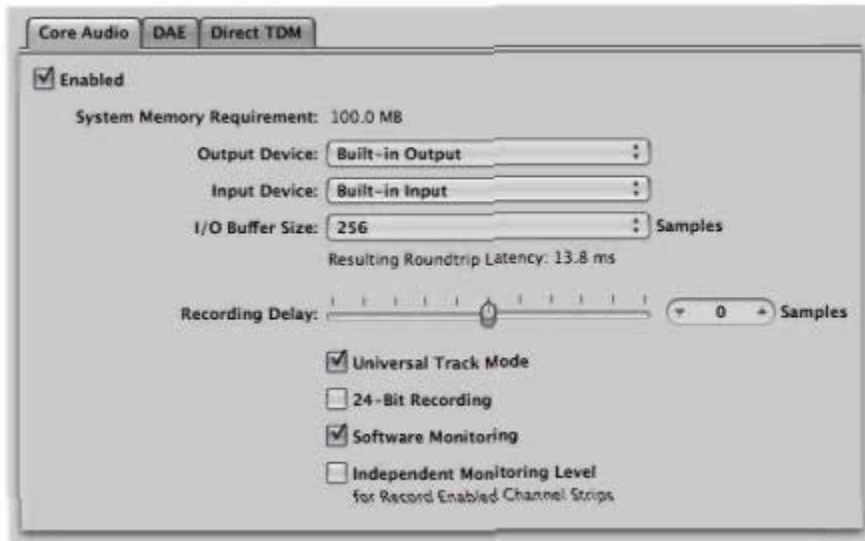 Core Audio DAE Direct TDM
Enabled
System Memory Requirement: 100.0 MB
Output Device: Built-in Output
Input Device: Built-in Input
I/O Buffer Size: 256 Samples
Resulting Roundtrip Latency: 13.8 ms
Recording Delay: 0 Samples
Universal Track Mode
24-Bit Recording
Software Monitoring
Independent Monitoring Level
for Record Enabled Channel Strips